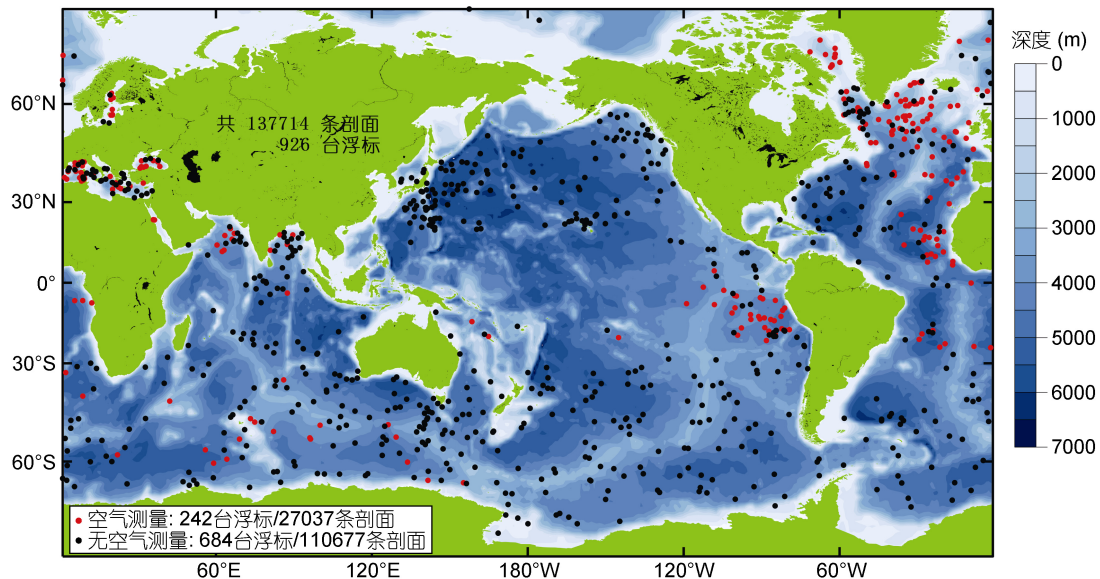 深度 (m)
0
1000
2000
3000
4000
5000
6000
7000
60°N
30°N
0°
30°S
60°S
共 137714 条剖面
926 台浮标
空气测量: 242台浮标/27037条剖面
无空气测量: 684台浮标/110677条剖面
60°E
120°E
180°W
120°W
60°W